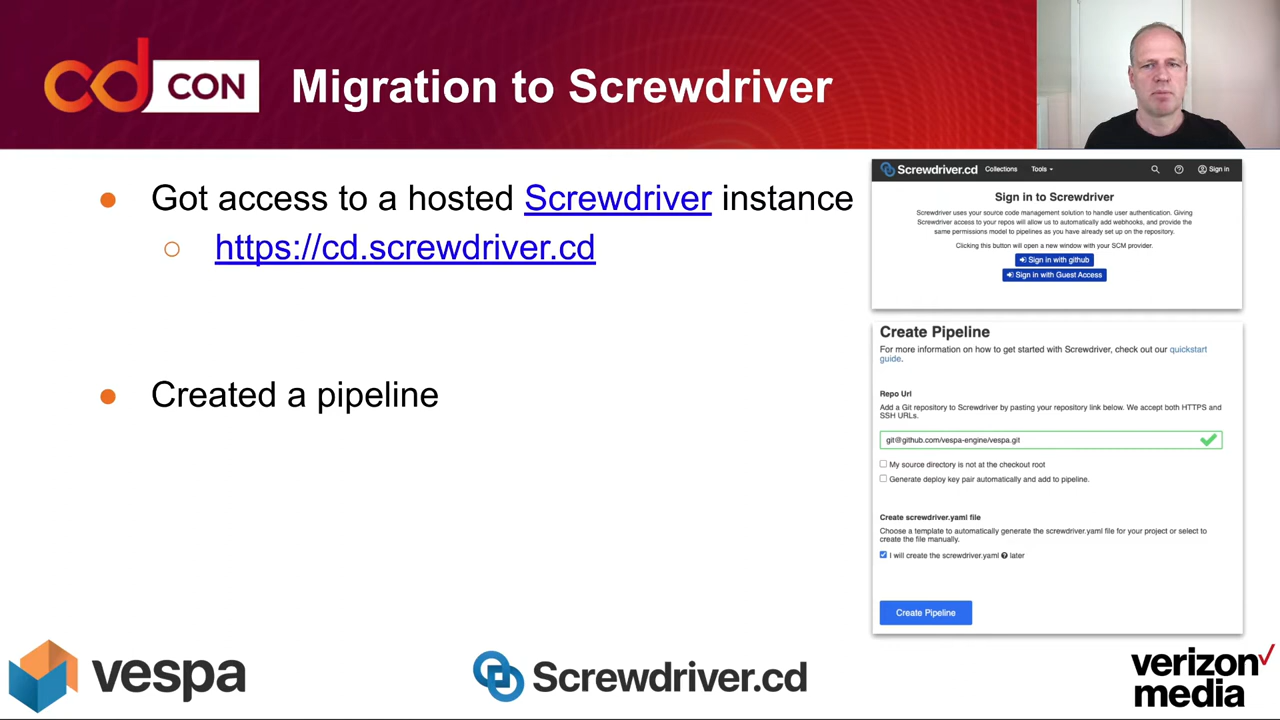 cd CON
Migration to Screwdriver
Got access to a hosted Screwdriver instance
https://cd.screwdriver.cd
Created a pipeline
Screwdriver.cd Collections Tools Sign in
Sign in to Screwdriver
Screwdriver uses your source code management solution to handle user authentication. Giving
Screwdriver access to your repos will allow us to automatically add webhooks, and provide the
same permissions model to pipelines as you have already set up on the repository.
Clicking this button will open a new window with your SCM provider.
Sign in with github
Sign in with Guest Access
Create Pipeline
For more information on how to get started with Screwdriver, check out our quickstart
guide.
Repo Url
Add a Git repository to Screwdriver by pasting your repository link below. We accept both HTTPS and
SSH URLs.
git@github.com/vespa-engine/vespa.git
My source directory is not at the checkout root
Generate deploy key pair automatically and add to pipeline.
Create screwdriver.yaml file
Choose a template to automatically generate the screwdriver.yaml file for your project or select to
create the file manually.
I will create the screwdriver.yaml later
Create Pipeline
vespa
Screwdriver.cd
verizon
media